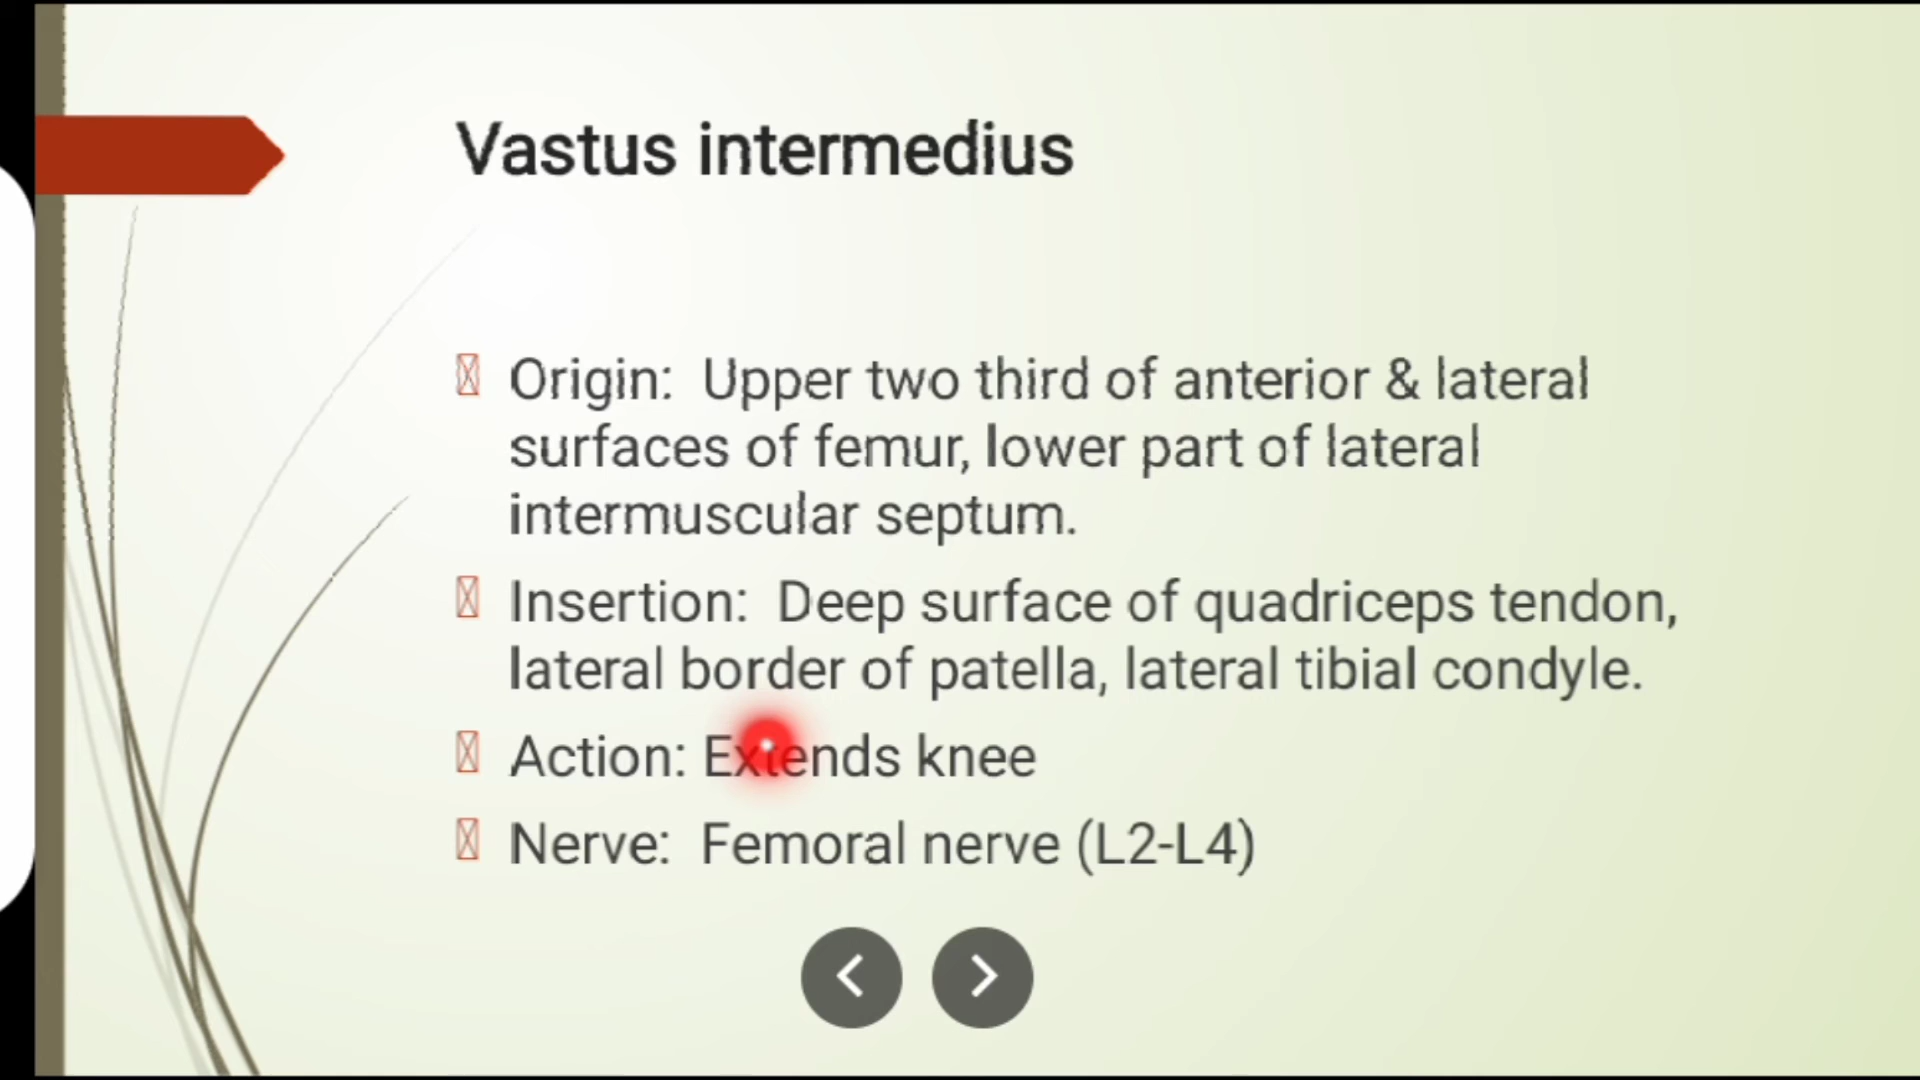 Vastus intermedius
Origin: Upper two third of anterior & lateral
surfaces of femur, lower part of lateral
intermuscular septum.
Insertion: Deep surface of quadriceps tendon,
lateral border of patella, lateral tibial condyle.
Action: Extends knee
Nerve: Femoral nerve (L2-L4)